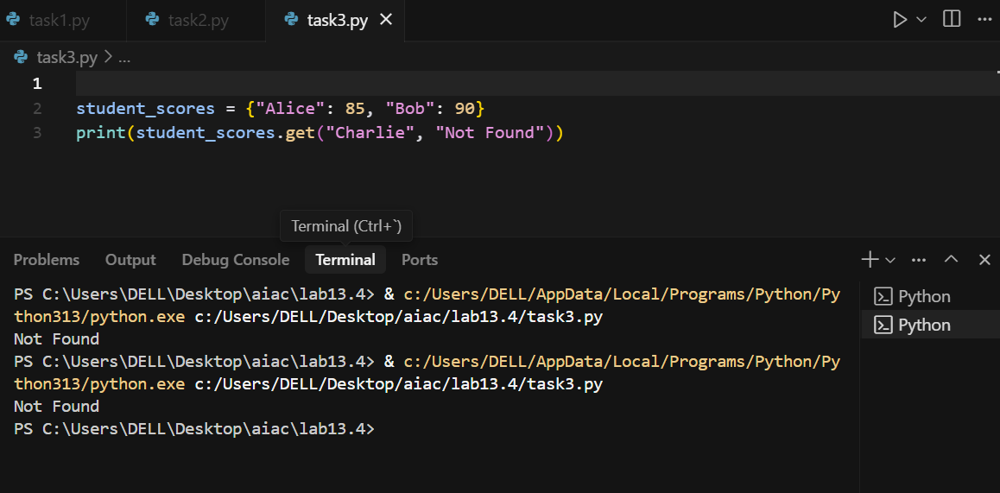 task1.py task2.py task3.py
task3.py > ...
1
2 student_scores = {"Alice": 85, "Bob": 90}
3 print(student_scores.get("Charlie", "Not Found"))
Terminal (Ctrl+`)
Problems Output Debug Console Terminal Ports
PS C:\Users\DELL\Desktop\aiac\lab13.4> & c:/Users/DELL/AppData/Local/Programs/Python/Py
thon313/python.exe c:/Users/DELL/Desktop/aiac/lab13.4/task3.py
Not Found
PS C:\Users\DELL\Desktop\aiac\lab13.4> & c:/Users/DELL/AppData/Local/Programs/Python/Py
thon313/python.exe c:/Users/DELL/Desktop/aiac/lab13.4/task3.py
Not Found
PS C:\Users\DELL\Desktop\aiac\lab13.4>
Python
Python